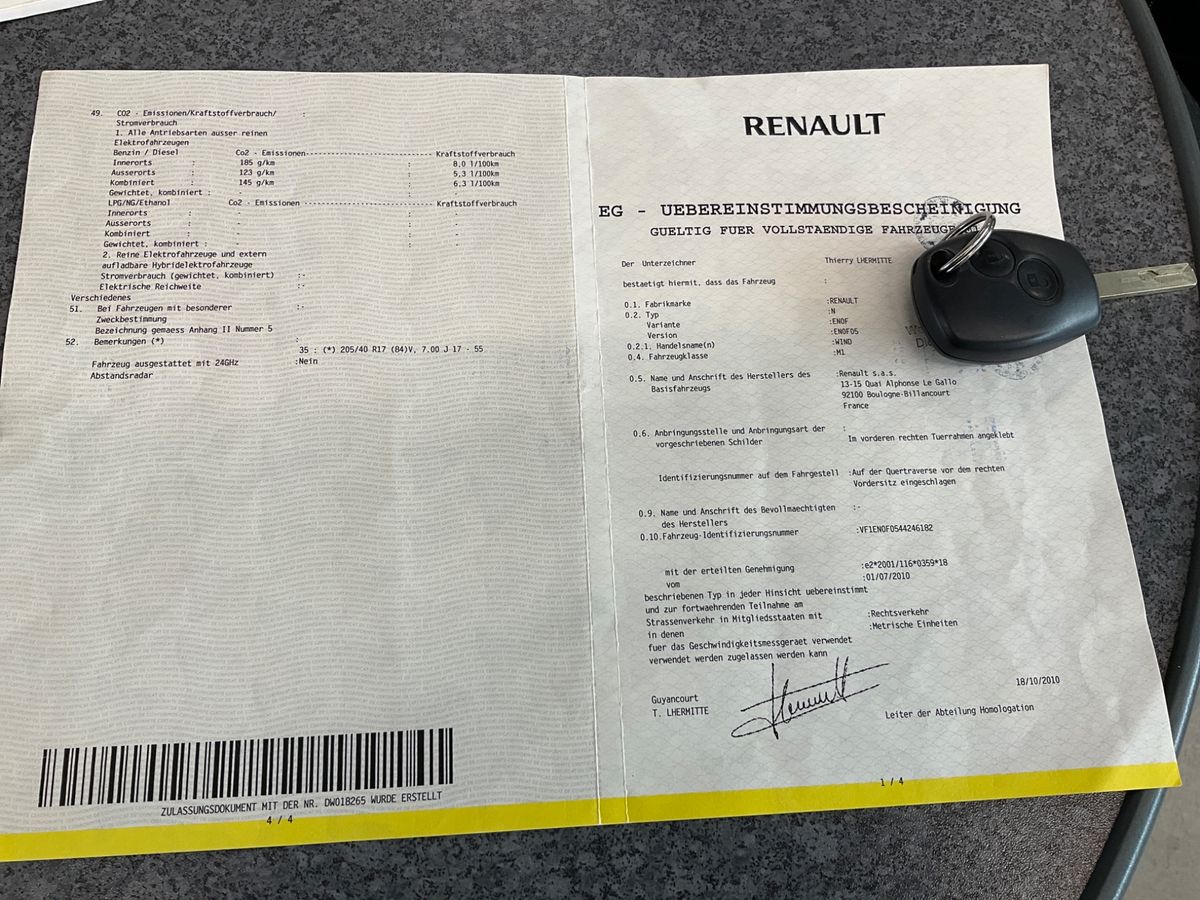 49. CO2 - Emissionen/Kraftstoffverbrauch/ :
Stromverbrauch
1. Alle Antriebsarten ausser reinen
Elektrofahrzeugen
Benzin / Diesel Co2 - Emissionen---------------------------- Kraftstoffverbrauch
Innerorts : 185 g/km : 8,0 l/100km
Ausserorts : 123 g/km : 5,3 l/100km
Kombiniert : 145 g/km : 6,3 l/100km
Gewichtet, kombiniert : - : -
LPG/NG/Ethanol Co2 - Emissionen ---------------------------- Kraftstoffverbrauch
Innerorts : - : -
Ausserorts : - : -
Kombiniert : - : -
Gewichtet, kombiniert : - : -
2. Reine Elektrofahrzeuge und extern
aufladbare Hybridelektrofahrzeuge
Stromverbrauch (gewichtet, kombiniert) :-
Elektrische Reichweite :-
Verschiedenes
51. Bei Fahrzeugen mit besonderer :-
Zweckbestimmung
Bezeichnung gemaess Anhang II Nummer 5
52. Bemerkungen (*) :
35 : (*) 205/40 R17 (84)V, 7.00 J 17 - 55
Fahrzeug ausgestattet mit 24GHz :Nein
Abstandsradar
ZULASSUNGSDOKUMENT MIT DER NR. DW018265 WURDE ERSTELLT
4 / 4
RENAULT
EG - UEBEREINSTIMMUNGSBESCHEINIGUNG
GUELTIG FUER VOLLSTAENDIGE FAHRZEUGE
Der Unterzeichner Thierry LHERMITTE
bestaetigt hiermit, dass das Fahrzeug :
0.1. Fabrikmarke :RENAULT
0.2. Typ :N
Variante :ENOF
Version :ENOF05
0.2.1. Handelsname(n) :WIND
0.4. Fahrzeugklasse :M1
0.5. Name und Anschrift des Herstellers des :Renault s.a.s.
Basisfahrzeugs 13-15 Quai Alphonse Le Gallo
92100 Boulogne-Billancourt
France
0.6. Anbringungsstelle und Anbringungsart der :
vorgeschriebenen Schilder Im vorderen rechten Tuerrahmen angeklebt
Identifizierungsnummer auf dem Fahrgestell :Auf der Quertraverse vor dem rechten
Vordersitz eingeschlagen
0.9. Name und Anschrift des Bevollmaechtigten :-
des Herstellers
0.10.Fahrzeug-Identifizierungsnummer :VF1ENOF0544246182
mit der erteilten Genehmigung :e2*2001/116*0359*18
vom :01/07/2010
beschriebenen Typ in jeder Hinsicht uebereinstimmt
und zur fortwaehrenden Teilnahme am
Strassenverkehr in Mitgliedsstaaten mit :Rechtsverkehr
in denen :Metrische Einheiten
fuer das Geschwindigkeitsmessgeraet verwendet
verwendet werden zugelassen werden kann
Guyancourt 18/10/2010
T. LHERMITTE Leiter der Abteilung Homologation
1 / 4